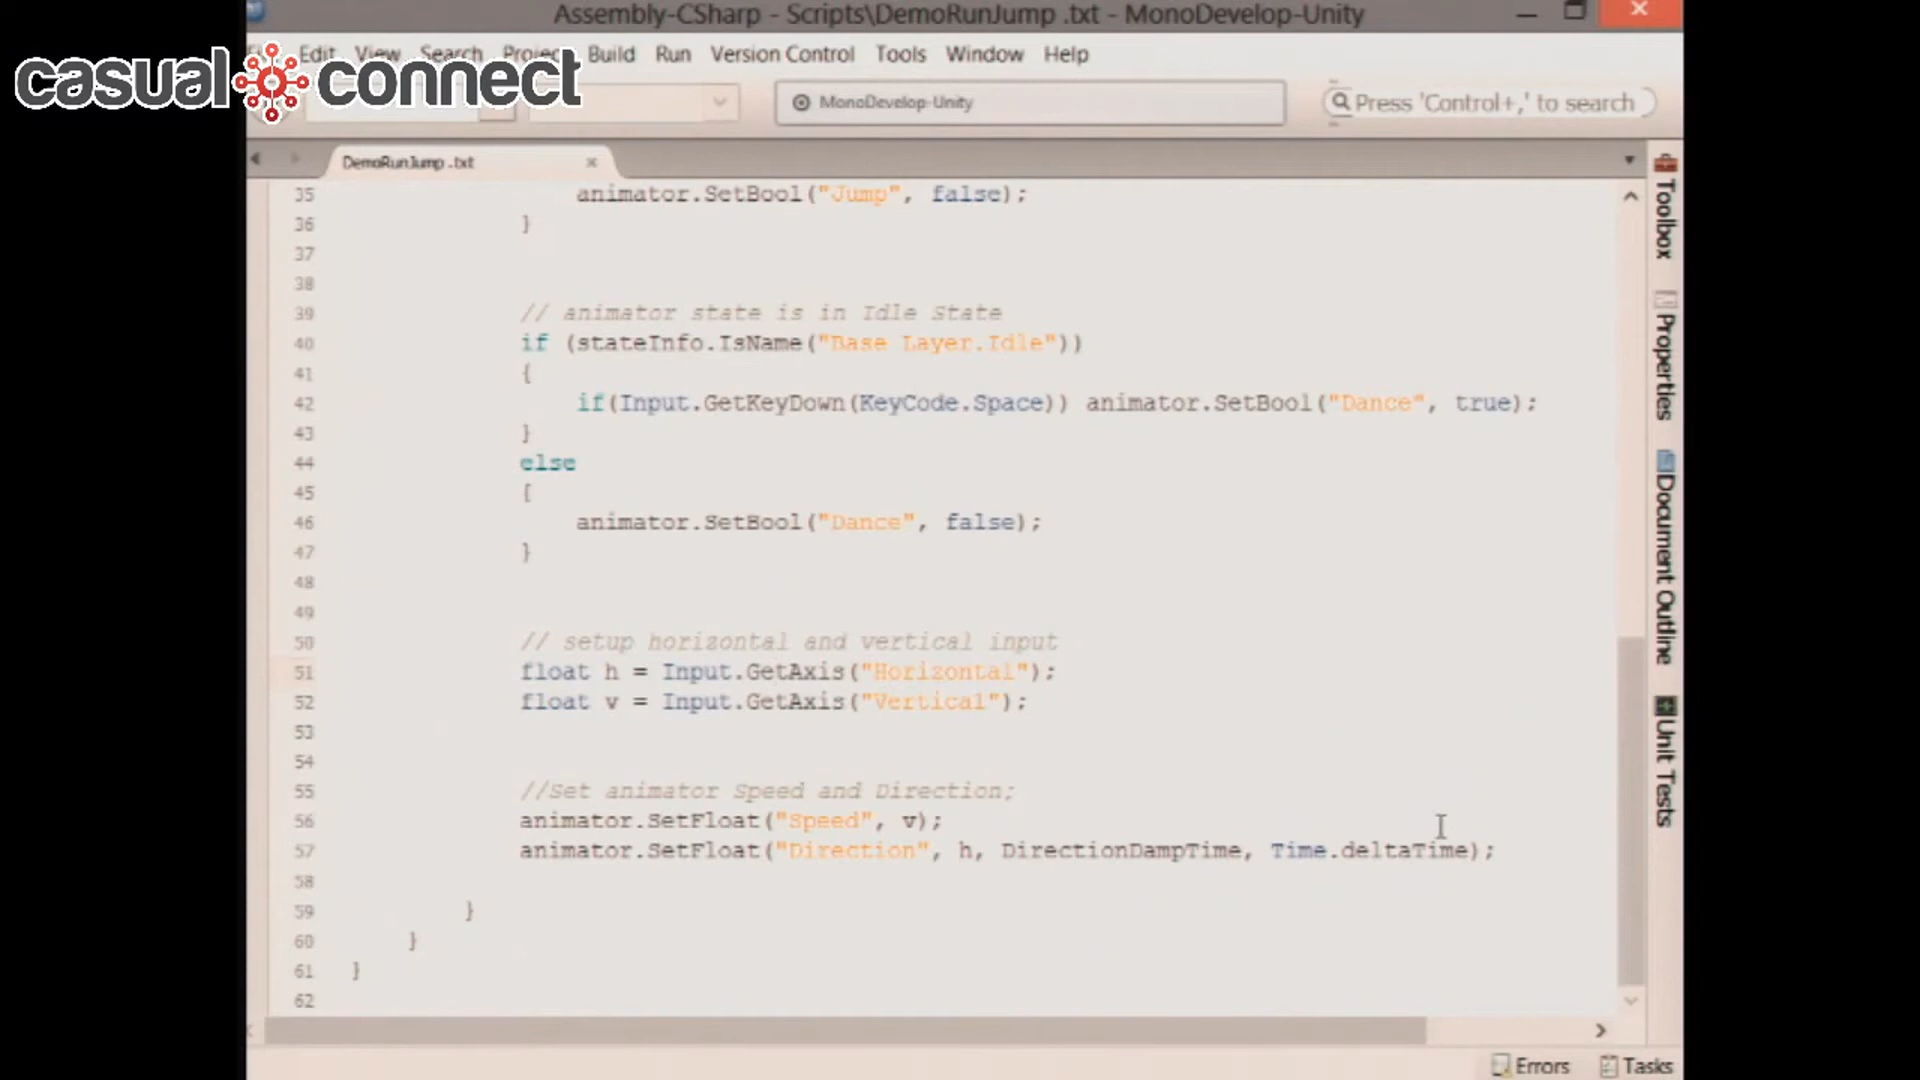 Assembly-CSharp - Scripts\DemoRunJump .txt - MonoDevelop-Unity
casual connect
Edit View Search Project Build Run Version Control Tools Window Help
MonoDevelop-Unity
Press 'Control+,' to search
DemoRunJump .txt
35 animator.SetBool("Jump", false);
36 }
37
38
39 // animator state is in Idle State
40 if (stateInfo.IsName("Base Layer.Idle"))
41 {
42 if(Input.GetKeyDown(KeyCode.Space)) animator.SetBool("Dance", true);
43 }
44 else
45 {
46 animator.SetBool("Dance", false);
47 }
48
49
50 // setup horizontal and vertical input
51 float h = Input.GetAxis("Horizontal");
52 float v = Input.GetAxis("Vertical");
53
54
55 //Set animator Speed and Direction;
56 animator.SetFloat("Speed", v);
57 animator.SetFloat("Direction", h, DirectionDampTime, Time.deltaTime);
58
59 }
60 }
61 }
62
Toolbox
Properties
Document Outline
Unit Tests
Errors Tasks